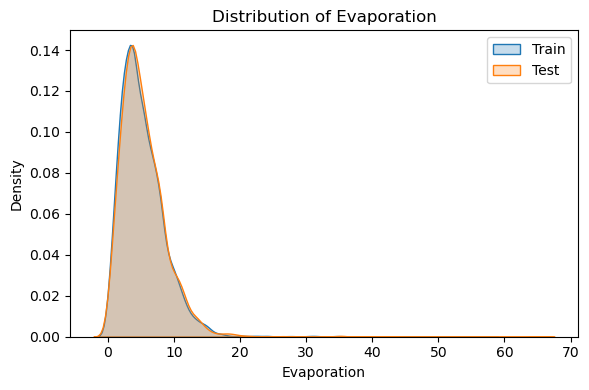 Distribution of Evaporation
Train
Test
Density
0.14
0.12
0.10
0.08
0.06
0.04
0.02
0.00
0 10 20 30 40 50 60 70
Evaporation